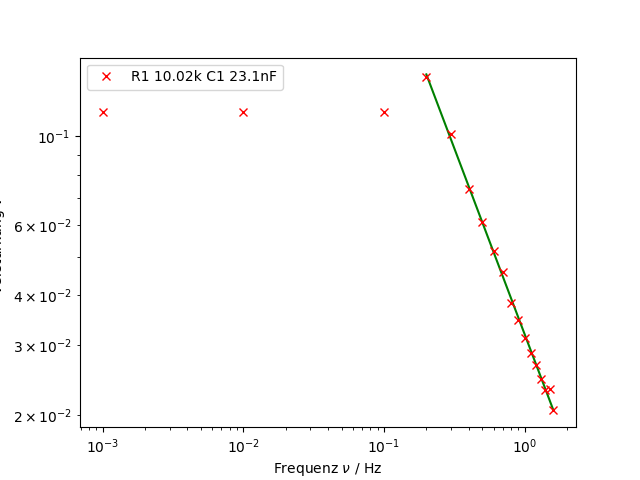 R1 10.02k C1 23.1nF
10⁻¹
6 × 10⁻²
4 × 10⁻²
3 × 10⁻²
2 × 10⁻²
10⁻³ 10⁻² 10⁻¹ 10⁰
Frequenz ν / Hz